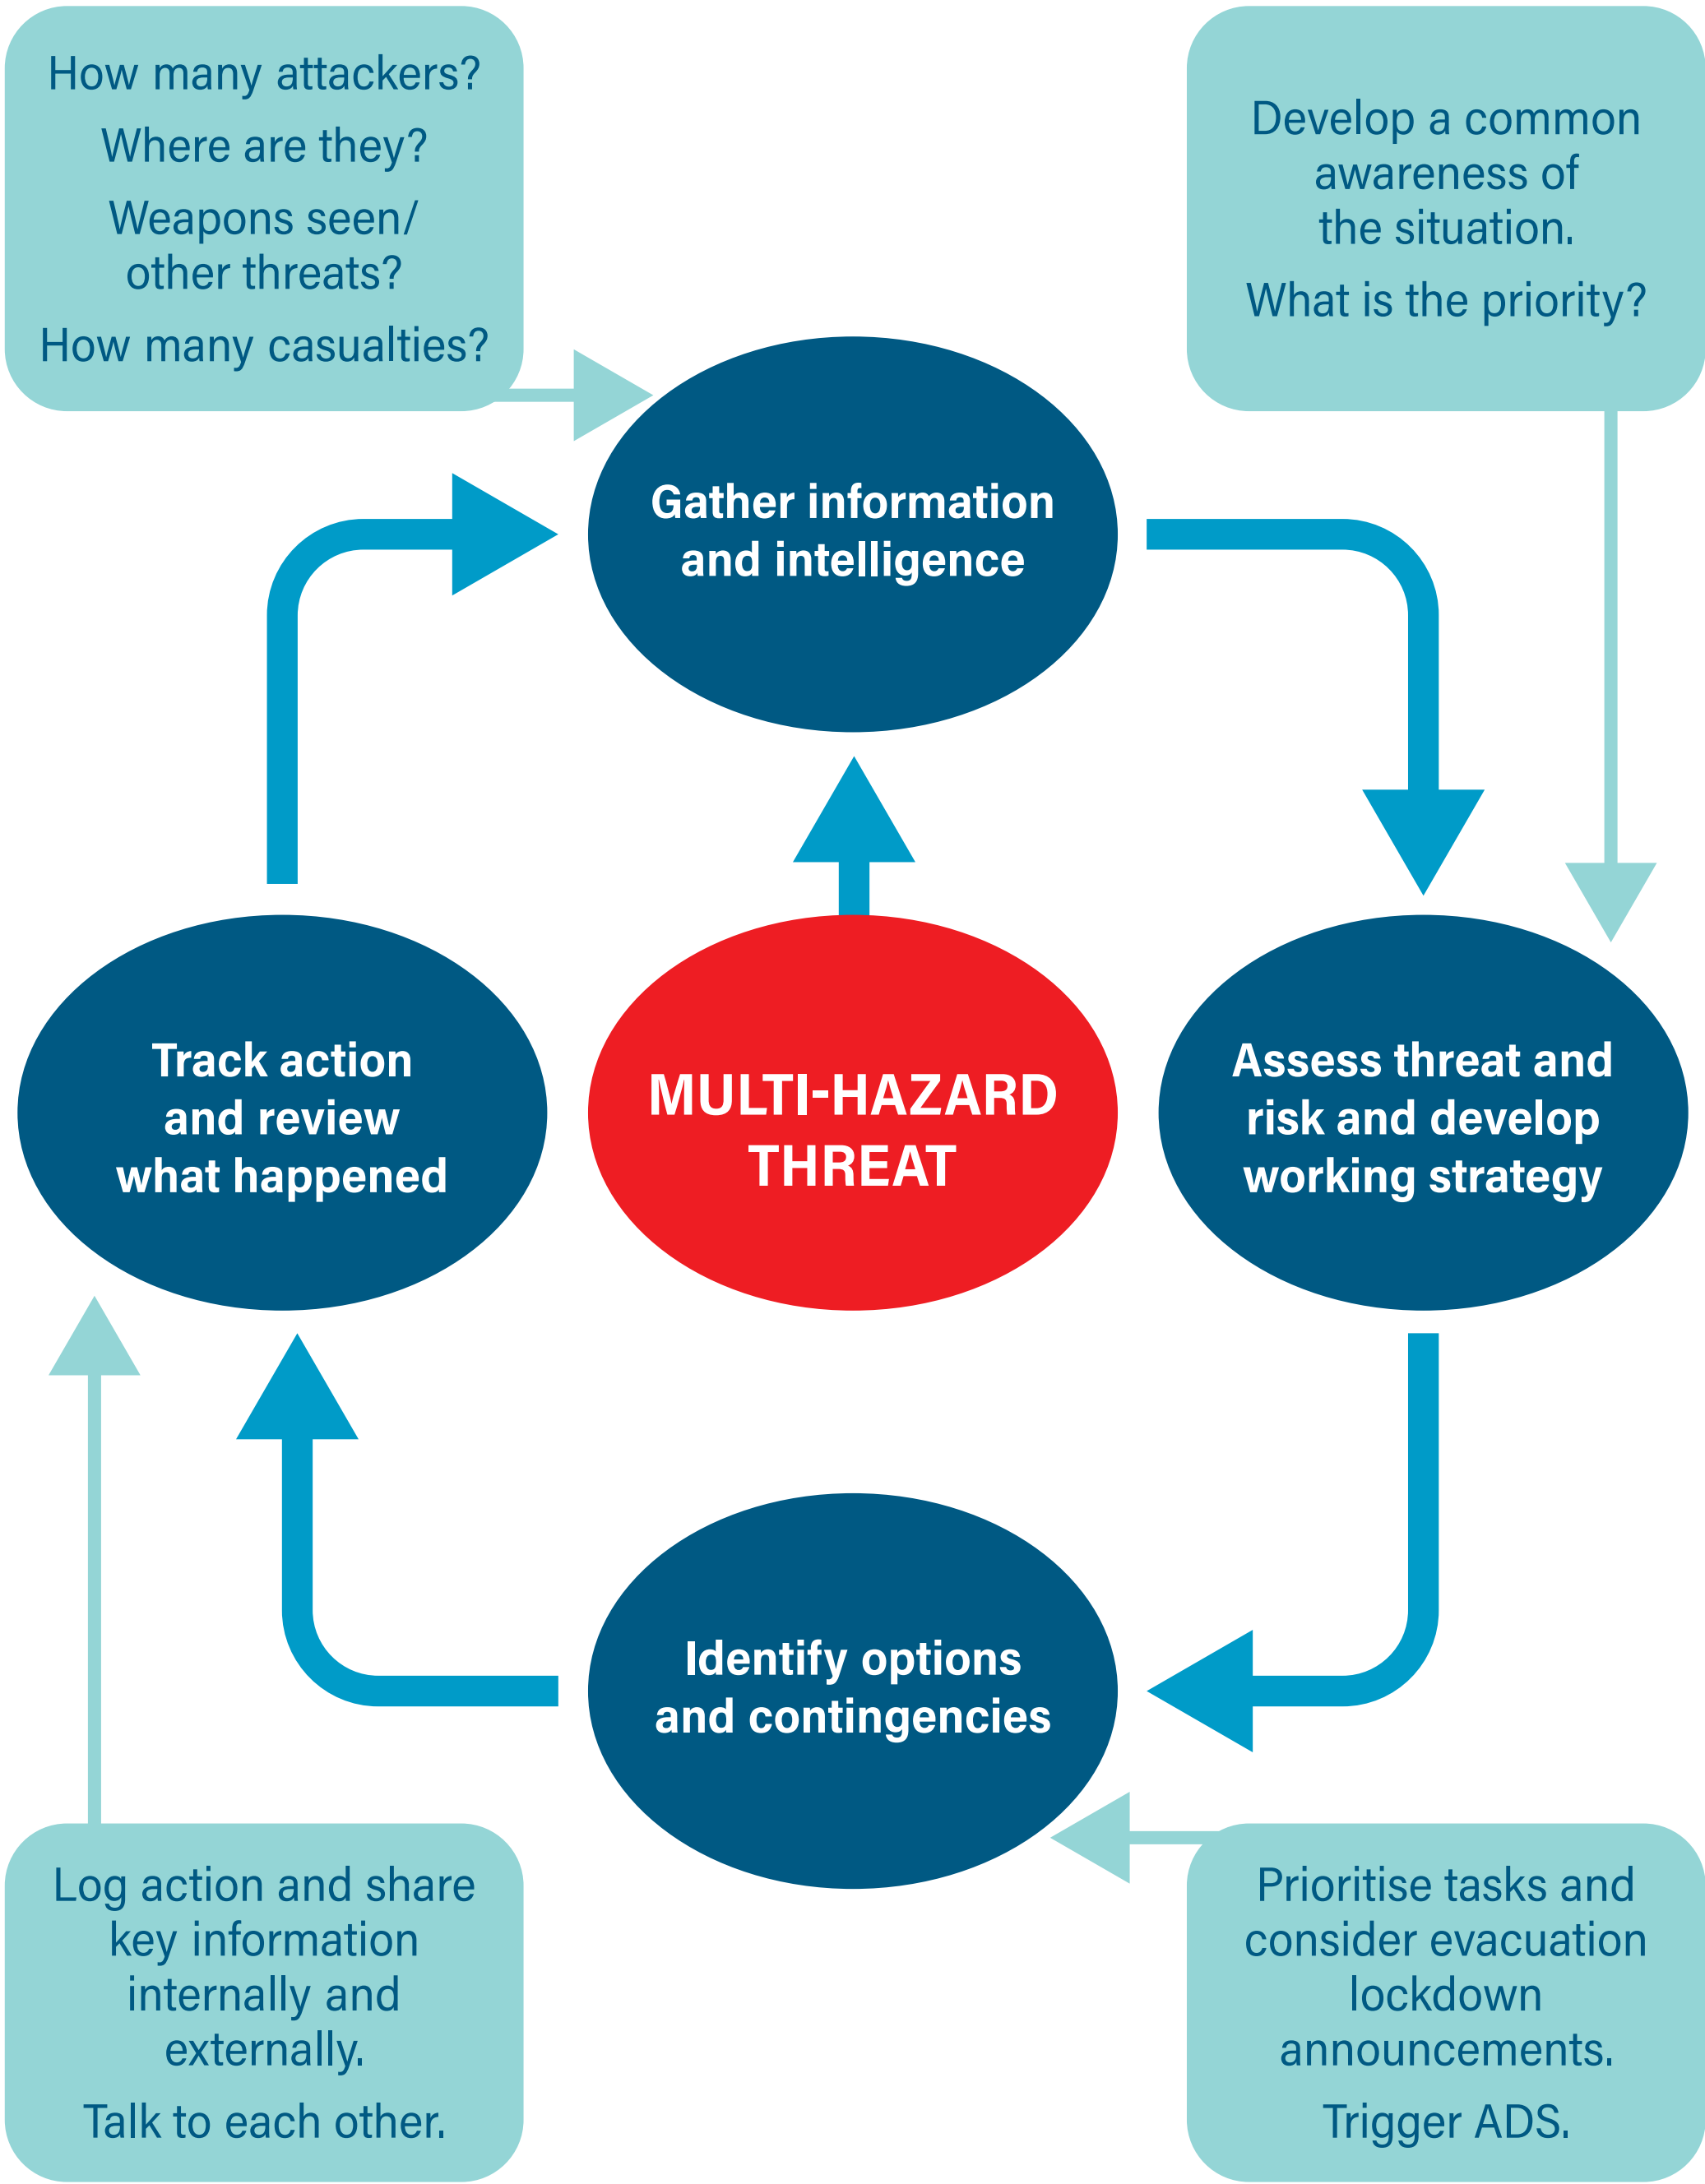 How many attackers?
Where are they?
Weapons seen/
other threats?
How many casualties?
Develop a common
awareness of
the situation.
What is the priority?
Gather information
and intelligence
Track action
and review
what happened
MULTI-HAZARD
THREAT
Assess threat and
risk and develop
working strategy
Identify options
and contingencies
Log action and share
key information
internally and
externally.
Talk to each other.
Prioritise tasks and
consider evacuation
lockdown
announcements.
Trigger ADS.